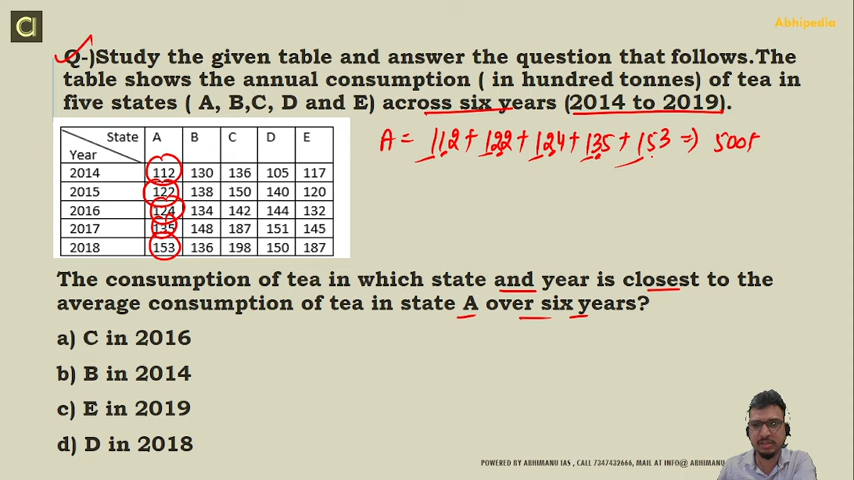 Abhipedia
Q-)Study the given table and answer the question that follows.The
table shows the annual consumption ( in hundred tonnes) of tea in
five states ( A, B,C, D and E) across six years (2014 to 2019).
State A B C D E
Year
2014 112 130 136 105 117
2015 122 138 150 140 120
2016 124 134 142 144 132
2017 135 148 187 151 145
2018 153 136 198 150 187
A = 112 + 122 + 124 + 135 + 153 => 500+
The consumption of tea in which state and year is closest to the
average consumption of tea in state A over six years?
a) C in 2016
b) B in 2014
c) E in 2019
d) D in 2018
POWERED BY ABHIMANU IAS , CALL 7347432666, MAIL AT INFO@ ABHIMANU